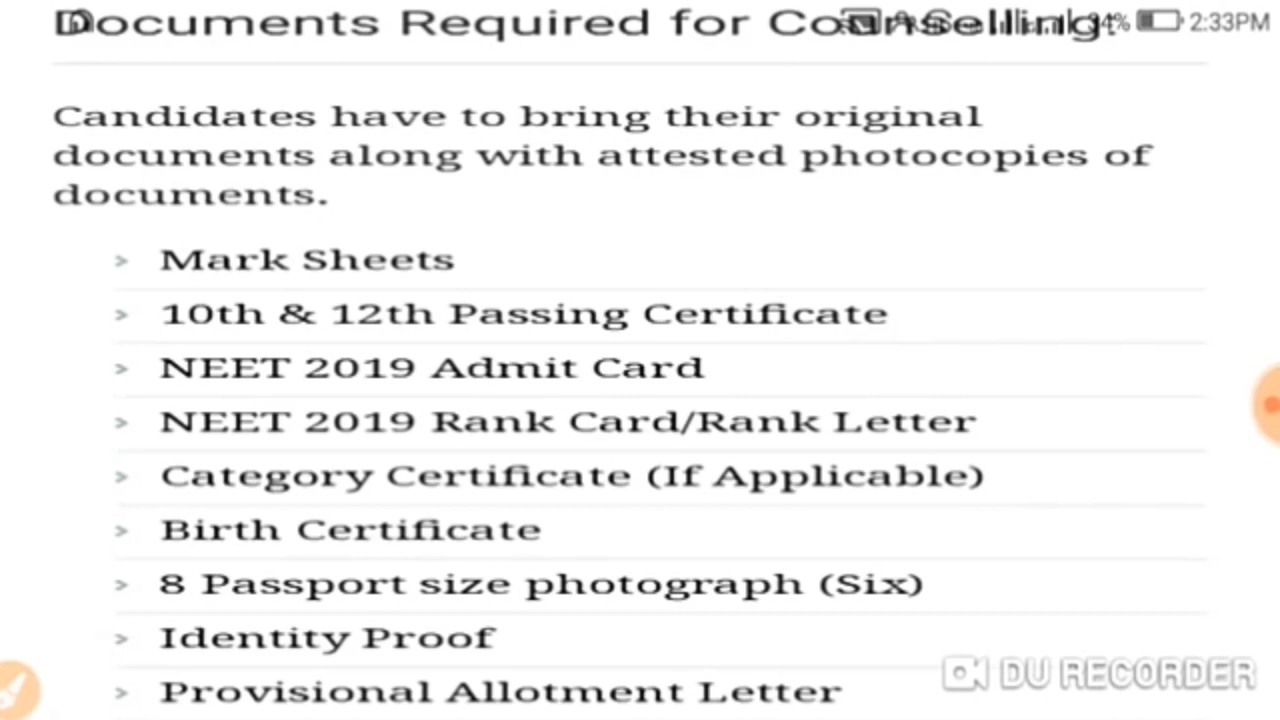 Documents Required for Counselling:
34% 2:33PM
Candidates have to bring their original
documents along with attested photocopies of
documents.
> Mark Sheets
> 10th & 12th Passing Certificate
> NEET 2019 Admit Card
> NEET 2019 Rank Card/Rank Letter
> Category Certificate (If Applicable)
> Birth Certificate
> 8 Passport size photograph (Six)
> Identity Proof
> Provisional Allotment Letter
DU RECORDER